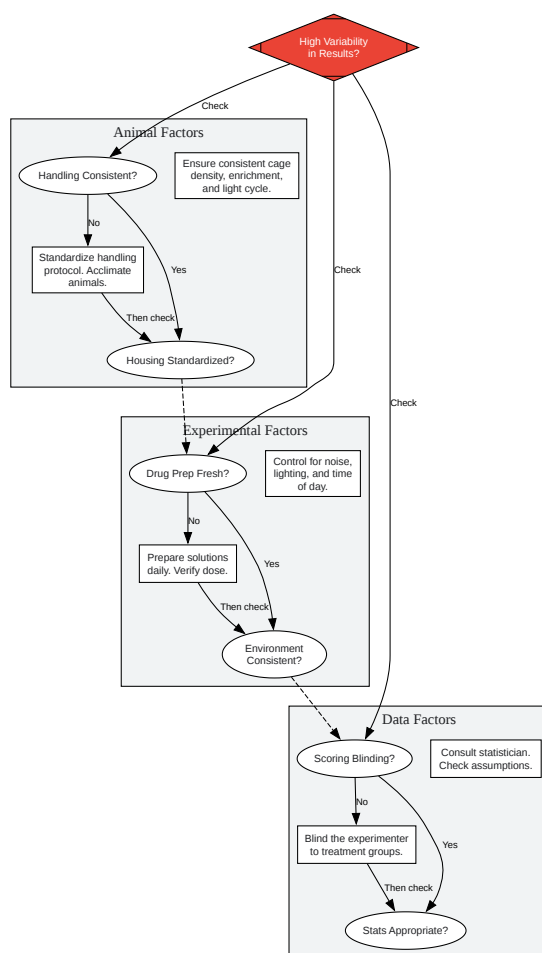 High Variability
in Results?
Check
Animal Factors
Handling Consistent?
Ensure consistent cage
density, enrichment,
and light cycle.
No
Standardize handling
protocol. Acclimate
animals.
Yes
Check
Then check
Housing Standardized?
Check
Experimental Factors
Drug Prep Fresh?
Control for noise,
lighting, and time
of day.
No
Prepare solutions
daily. Verify dose.
Yes
Then check
Environment
Consistent?
Data Factors
Scoring Blinding?
Consult statistician.
Check assumptions.
No
Blind the experimenter
to treatment groups.
Yes
Then check
Stats Appropriate?